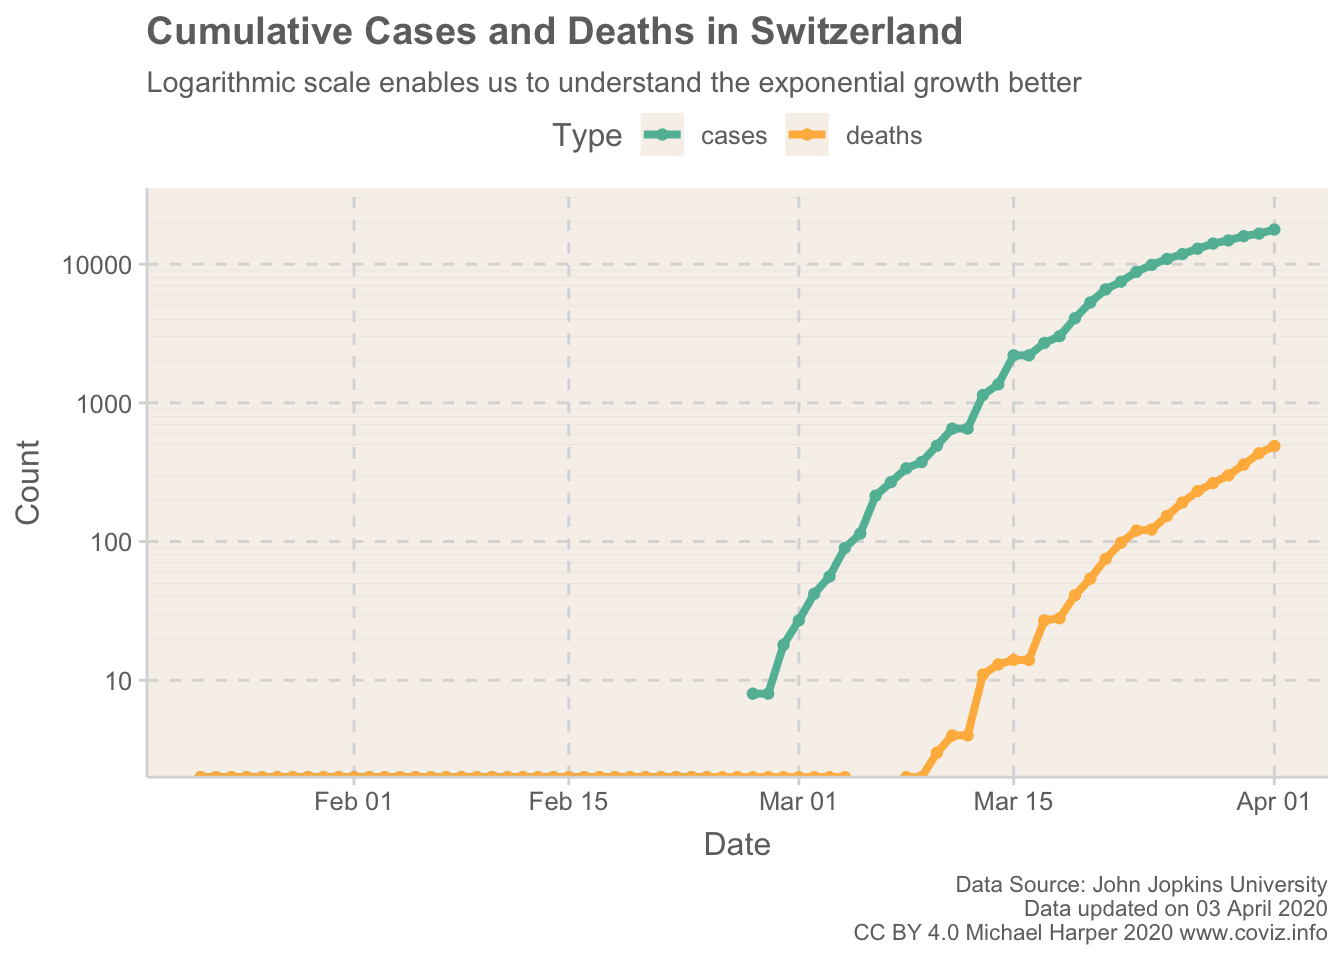 Cumulative Cases and Deaths in Switzerland
Logarithmic scale enables us to understand the exponential growth better
Type cases deaths
10000
1000
100
10
Count
Feb 01 Feb 15 Mar 01 Mar 15 Apr 01
Date
Data Source: John Jopkins University
Data updated on 03 April 2020
CC BY 4.0 Michael Harper 2020 www.coviz.info